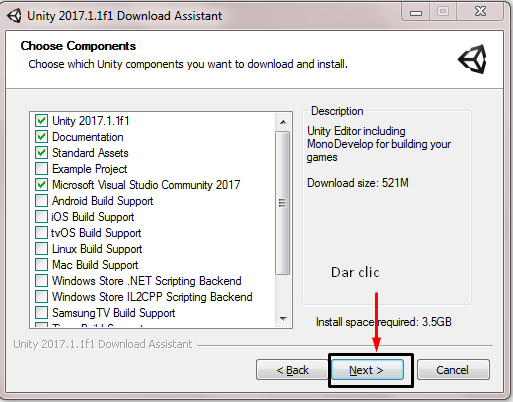 Unity 2017.1.1f1 Download Assistant
Choose Components
Choose which Unity components you want to download and install.
Unity 2017.1.1f1
Documentation
Standard Assets
Example Project
Microsoft Visual Studio Community 2017
Android Build Support
iOS Build Support
tvOS Build Support
Linux Build Support
Mac Build Support
Windows Store .NET Scripting Backend
Windows Store IL2CPP Scripting Backend
SamsungTV Build Support
Description
Unity Editor including
MonoDevelop for building your
games
Download size: 521M
Dar clic
Install space required: 3.5GB
Unity 2017.1.1f1 Download Assistant
< Back
Next >
Cancel